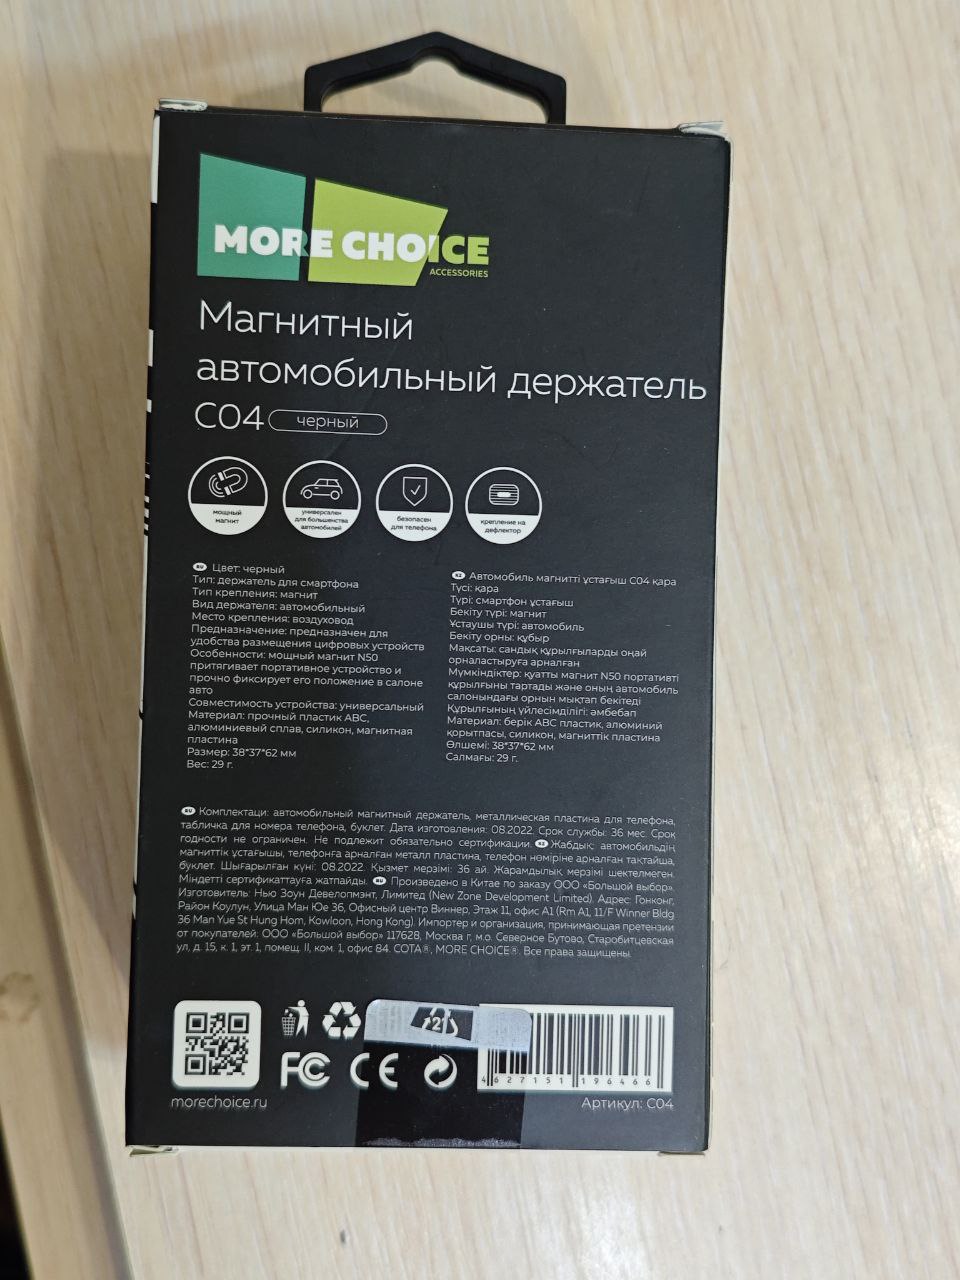 MORE CHOICE
ACCESSORIES
Магнитный
автомобильный держатель
C04 черный
мощный
магнит
универсален
для большенства
автомобилей
безопасен
для телефона
крепление на
дефлектор
RU Цвет: черный
Тип: держатель для смартфона
Тип крепления: магнит
Вид держателя: автомобильный
Место крепления: воздуховод
Предназначение: предназначен для
удобства размещения цифровых устройств
Особенности: мощный магнит N50
притягивает портативное устройство и
прочно фиксирует его положение в салоне
авто
Совместимость устройства: универсальный
Материал: прочный пластик АВС,
алюминиевый сплав, силикон, магнитная
пластина
Размер: 38*37*62 мм
Вес: 29 г.
KZ Автомобиль магнитті ұстағыш C04 қара
Түсі: қара
Түрі: смартфон ұстағыш
Бекіту түрі: магнит
Ұстаушы түрі: автомобиль
Бекіту орны: құбыр
Мақсаты: сандық құрылғыларды оңай
орналастыруға арналған
Мүмкіндіктер: қуатты магнит N50 портативті
құрылғыны тартады және оның автомобиль
салонындағы орнын мықтап бекітеді
Құрылғының үйлесімділігі: әмбебап
Материал: берік АВС пластик, алюминий
қорытпасы, силикон, магниттік пластина
Өлшемі: 38*37*62 мм
Салмағы: 29 г.
RU Комплектаци: автомобильный магнитный держатель, металлическая пластина для телефона,
табличка для номера телефона, буклет. Дата изготовления: 08.2022. Срок службы: 36 мес. Срок
годности не ограничен. Не подлежит обязательно сертификации. KZ Жабдық: автомобильдің
магниттік ұстағышы, телефонға арналған металл пластина, телефон нөміріне арналған тақтайша,
буклет. Шығарылған күні: 08.2022. Қызмет мерзімі: 36 ай. Жарамдылық мерзімі шектелмеген.
Міндетті сертификаттауға жатпайды. RU Произведено в Китае по заказу ООО «Большой выбор».
Изготовитель: Нью Зоун Девелопмэнт, Лимитед (New Zone Development Limited). Адрес: Гонконг,
Район Коулун, Улица Ман Юе 36, Офисный центр Виннер, Этаж 11, офис А1 (Rm A1, 11/F Winner Bldg
36 Man Yue St Hung Hom, Kowloon, Hong Kong). Импортер и организация, принимающая претензии
от покупателей: ООО «Большой выбор» 117628, Москва г, м.о. Северное Бутово, Старобитцевская
ул, д. 15, к. 1, эт. 1, помещ. II, ком. 1, офис 84. COTA®, MORE CHOICE®. Все права защищены.
2
FC CE
4 627151 196466
morechoice.ru
Артикул: C04